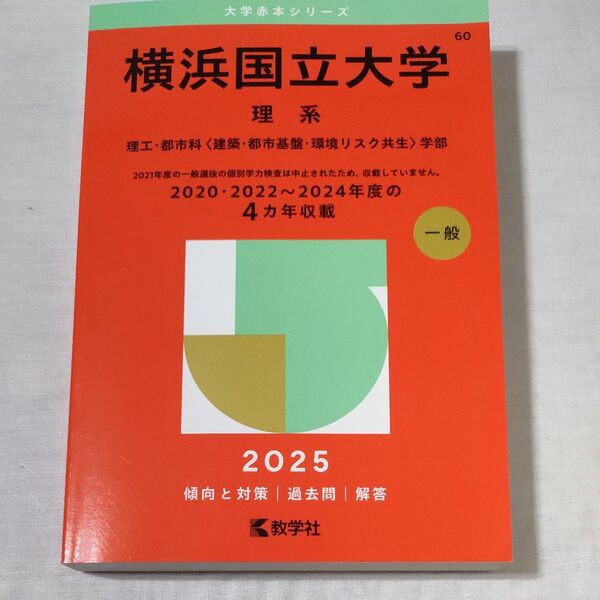 大学赤本シリーズ
60
横浜国立大学
理系
理工・都市科〈建築・都市基盤・環境リスク共生〉学部
2021年度の一般選抜の個別学力検査は中止されたため、収載していません。
2020・2022〜2024年度の
4カ年収載
一般
2025
傾向と対策｜過去問｜解答
教学社